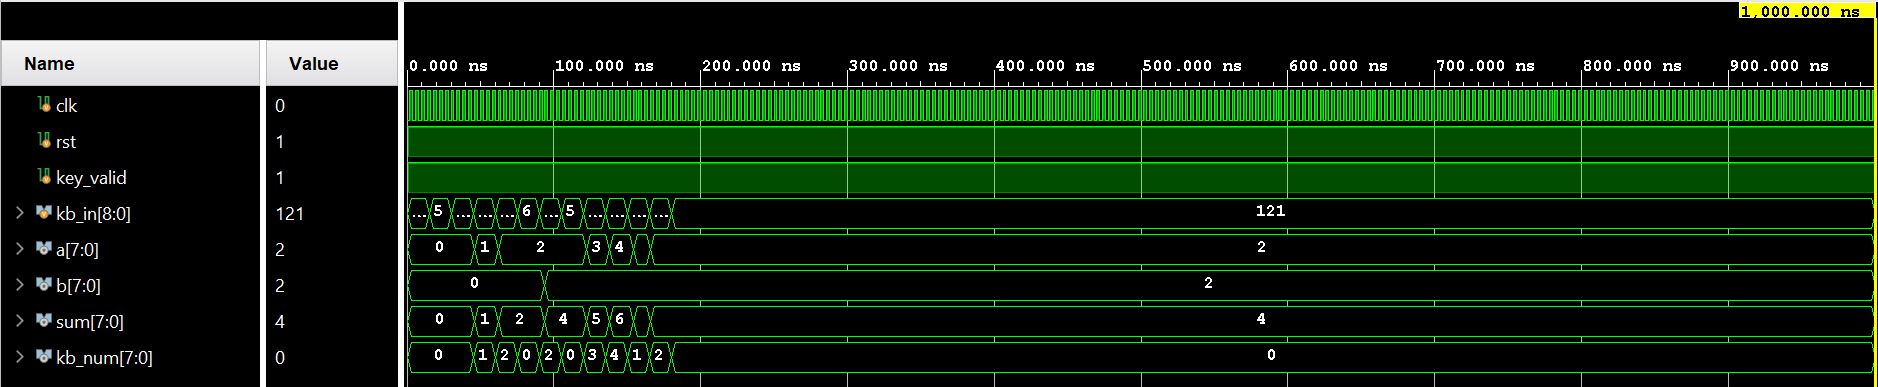 1,000.000 ns
Name Value 0.000 ns 100.000 ns 200.000 ns 300.000 ns 400.000 ns 500.000 ns 600.000 ns 700.000 ns 800.000 ns 900.000 ns
clk 0
rst 1
key_valid 1
kb_in[8:0] 121 ... 5 ... ... ... 6 ... 5 ... ... ... ... 121
a[7:0] 2 0 1 2 3 4 2
b[7:0] 2 0 2
sum[7:0] 4 0 1 2 4 5 6 4
kb_num[7:0] 0 0 1 2 0 2 0 3 4 1 2 0